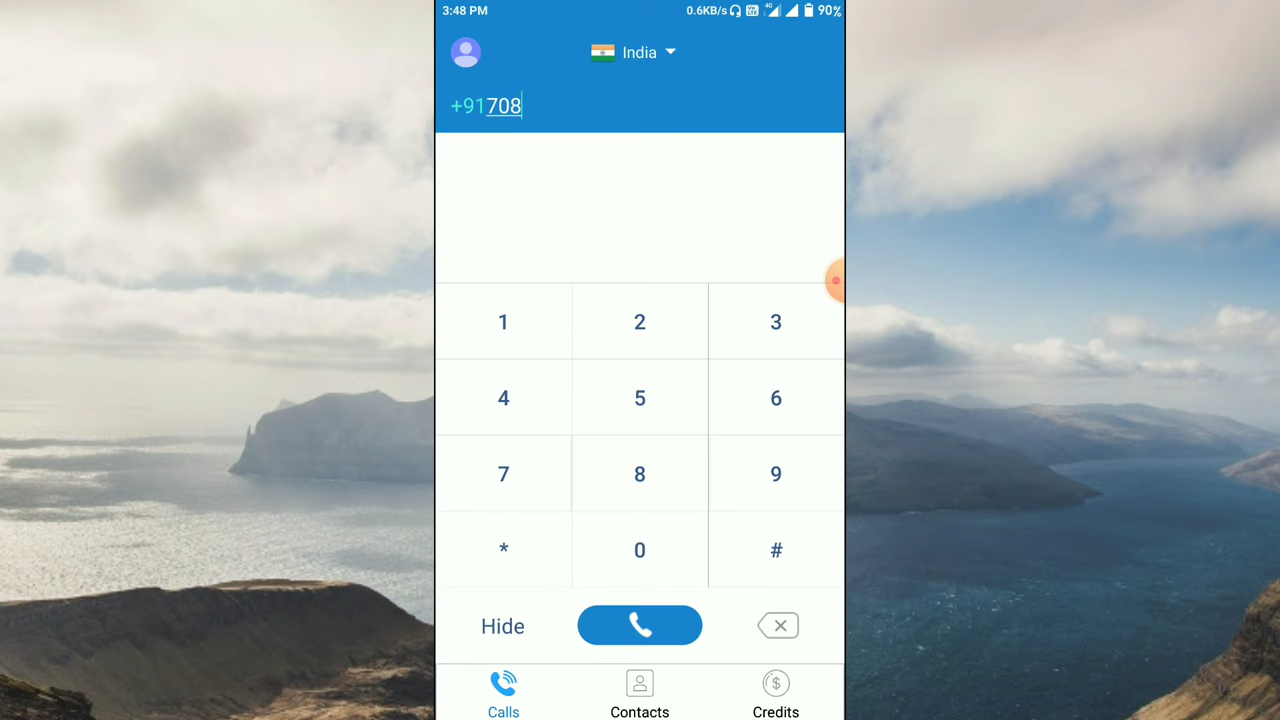 3:48 PM 0.6KB/s 4G 90%
India
+91708
1 2 3
4 5 6
7 8 9
* 0 #
Hide
Calls Contacts Credits